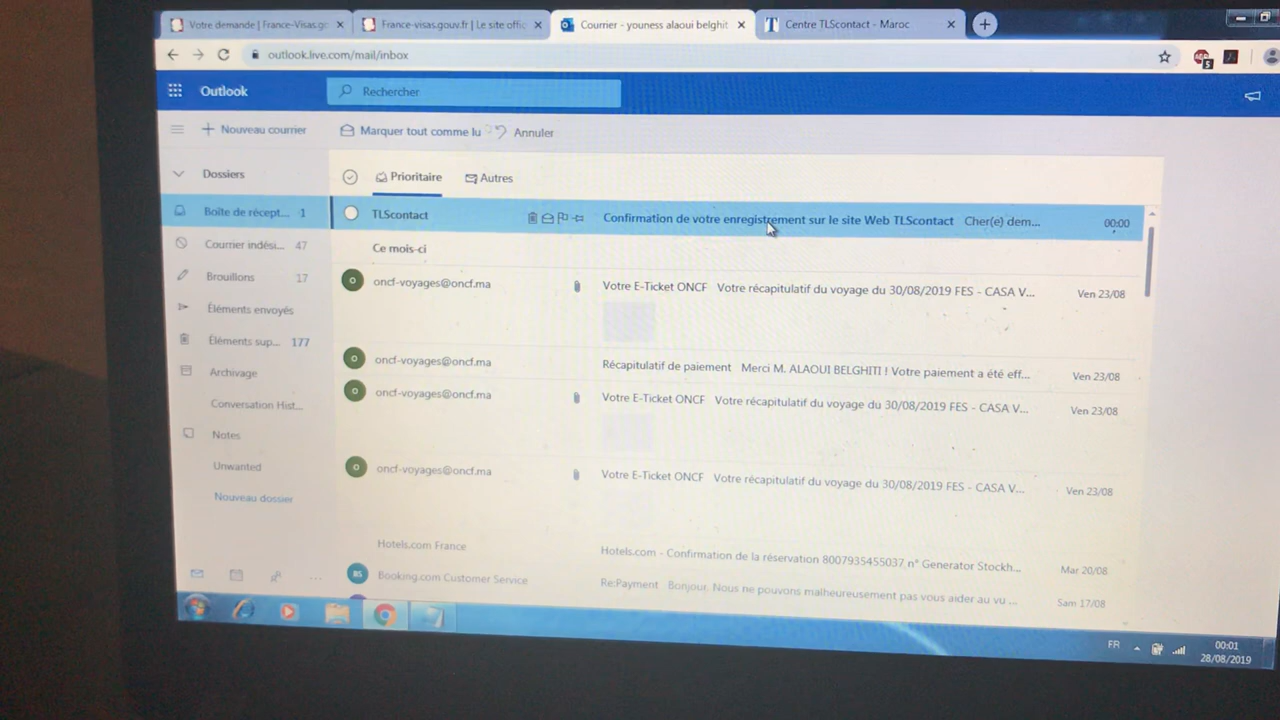 Votre demande | France-Visas.go
France-visas.gouv.fr | Le site offic
Courrier - youness alaoui belghit
Centre TLScontact - Maroc
outlook.live.com/mail/inbox
5
Outlook
Rechercher
Nouveau courrier
Marquer tout comme lu
Annuler
Dossiers
Prioritaire
Autres
Boîte de récept... 1
TLScontact
Confirmation de votre enregistrement sur le site Web TLScontact Cher(e) dem...
00:00
Courrier indési... 47
Ce mois-ci
Brouillons 17
O
oncf-voyages@oncf.ma
Votre E-Ticket ONCF Votre récapitulatif du voyage du 30/08/2019 FES - CASA V...
Ven 23/08
Éléments envoyés
Éléments sup... 177
O
oncf-voyages@oncf.ma
Récapitulatif de paiement Merci M. ALAOUI BELGHITI ! Votre paiement a été eff...
Ven 23/08
Archivage
O
oncf-voyages@oncf.ma
Votre E-Ticket ONCF Votre récapitulatif du voyage du 30/08/2019 FES - CASA V...
Ven 23/08
Conversation Hist...
Notes
Unwanted
O
oncf-voyages@oncf.ma
Votre E-Ticket ONCF Votre récapitulatif du voyage du 30/08/2019 FES - CASA V...
Ven 23/08
Nouveau dossier
Hotels.com France
Hotels.com - Confirmation de la réservation 8007935455037 n° Generator Stockh...
Mar 20/08
BS
Booking.com Customer Service
Re:Payment Bonjour. Nous ne pouvons malheureusement pas vous aider au vu ...
Sam 17/08
FR
00:01
28/08/2019